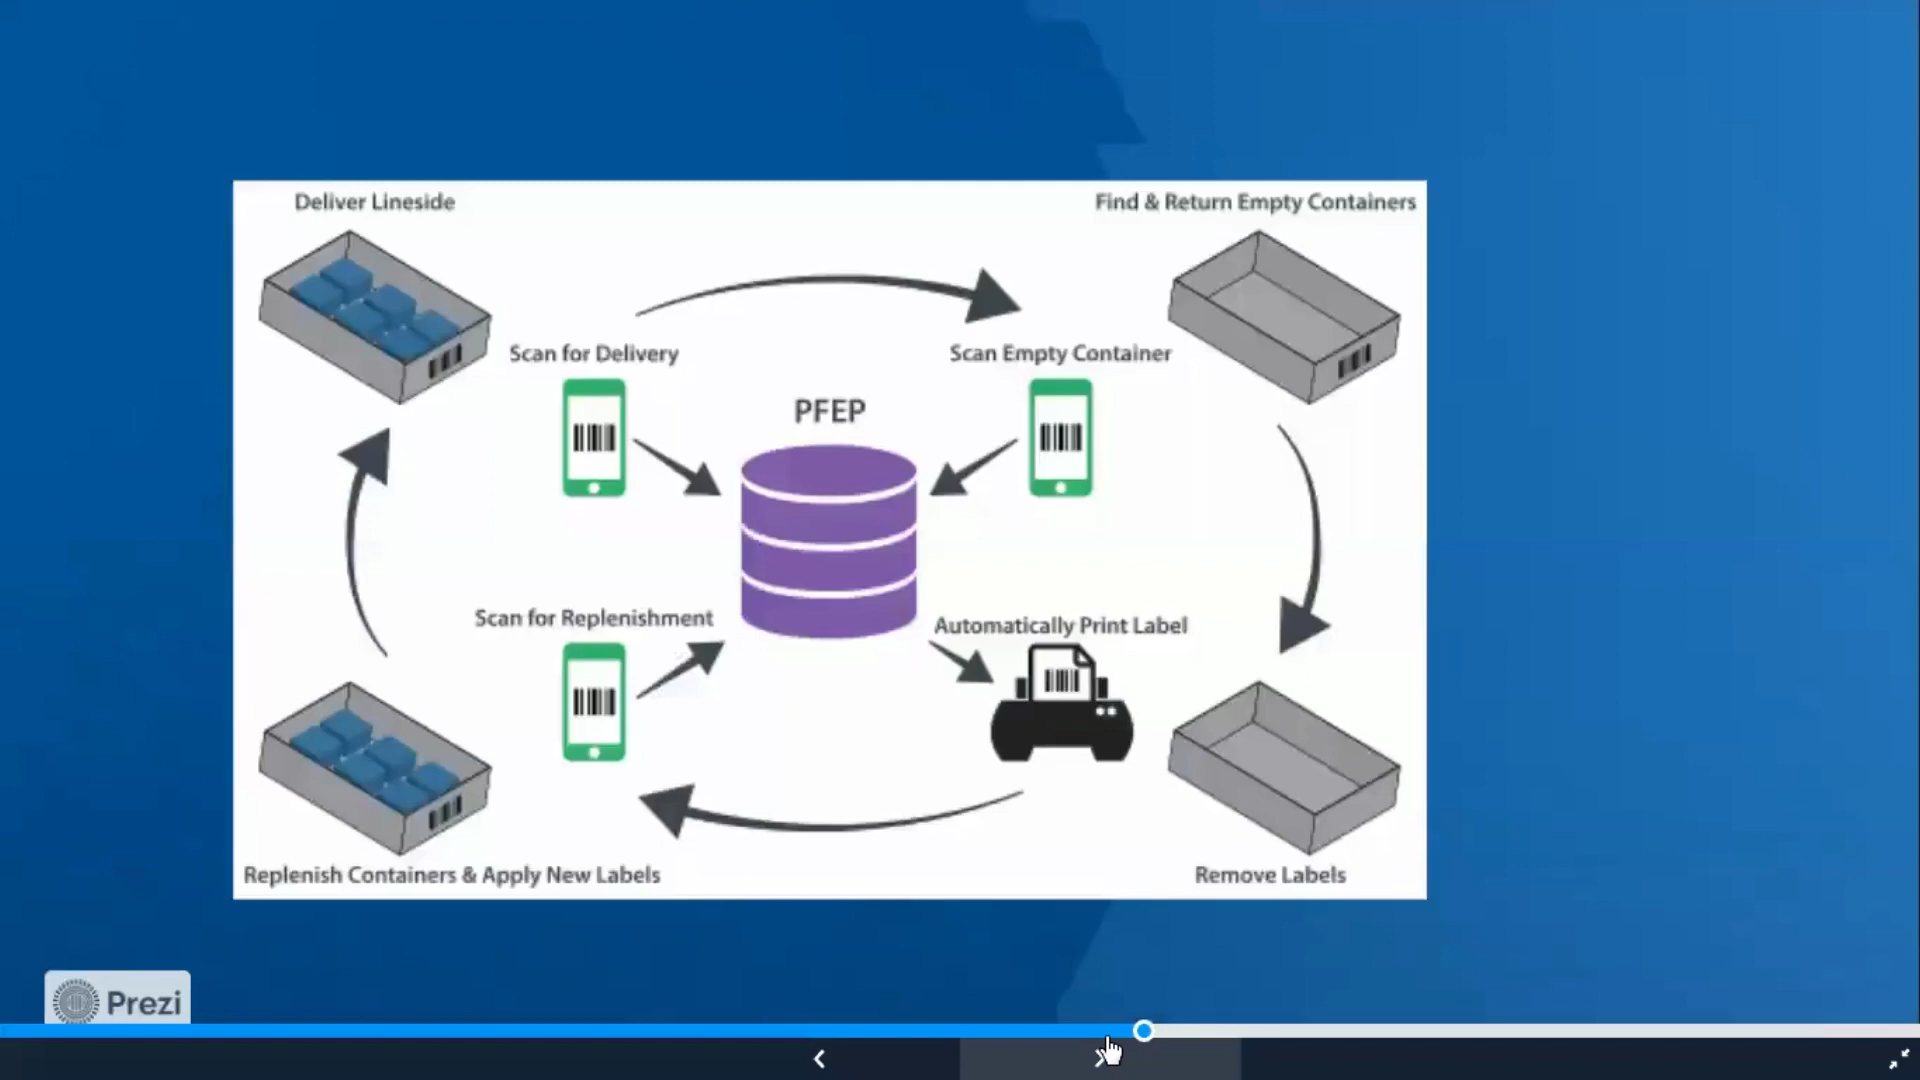 Deliver Lineside
Find & Return Empty Containers
Scan for Delivery
Scan Empty Container
PFEP
Scan for Replenishment
Automatically Print Label
Replenish Containers & Apply New Labels
Remove Labels
Prezi